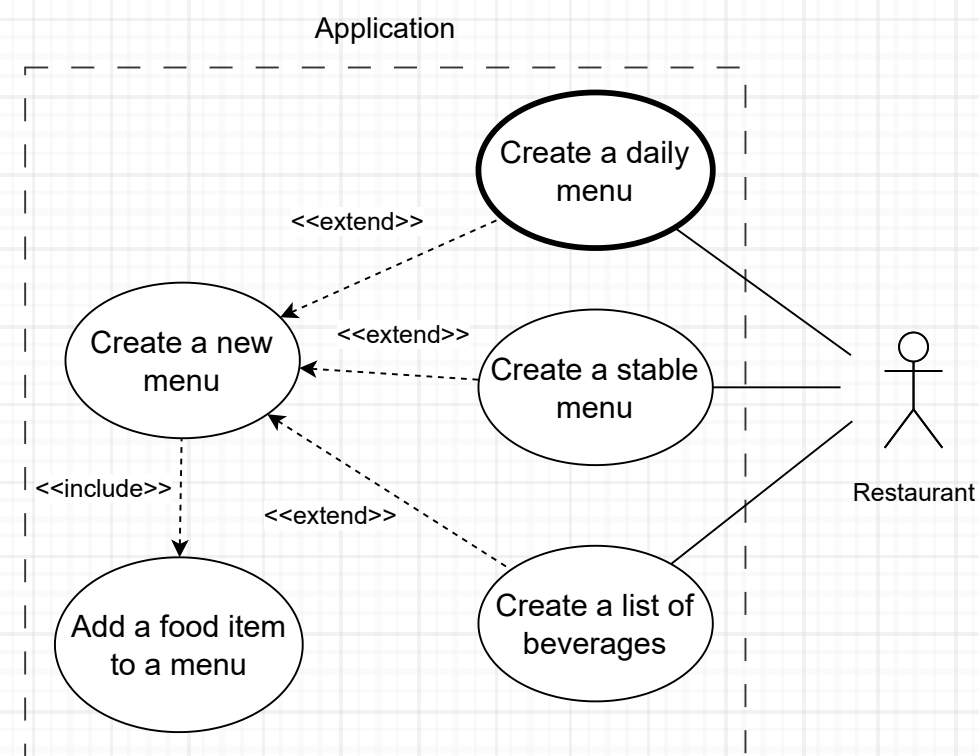 Application
Create a daily
menu
<<extend>>
<<extend>>
Create a new
menu
Create a stable
menu
<<include>>
<<extend>>
Restaurant
Add a food item
to a menu
Create a list of
beverages